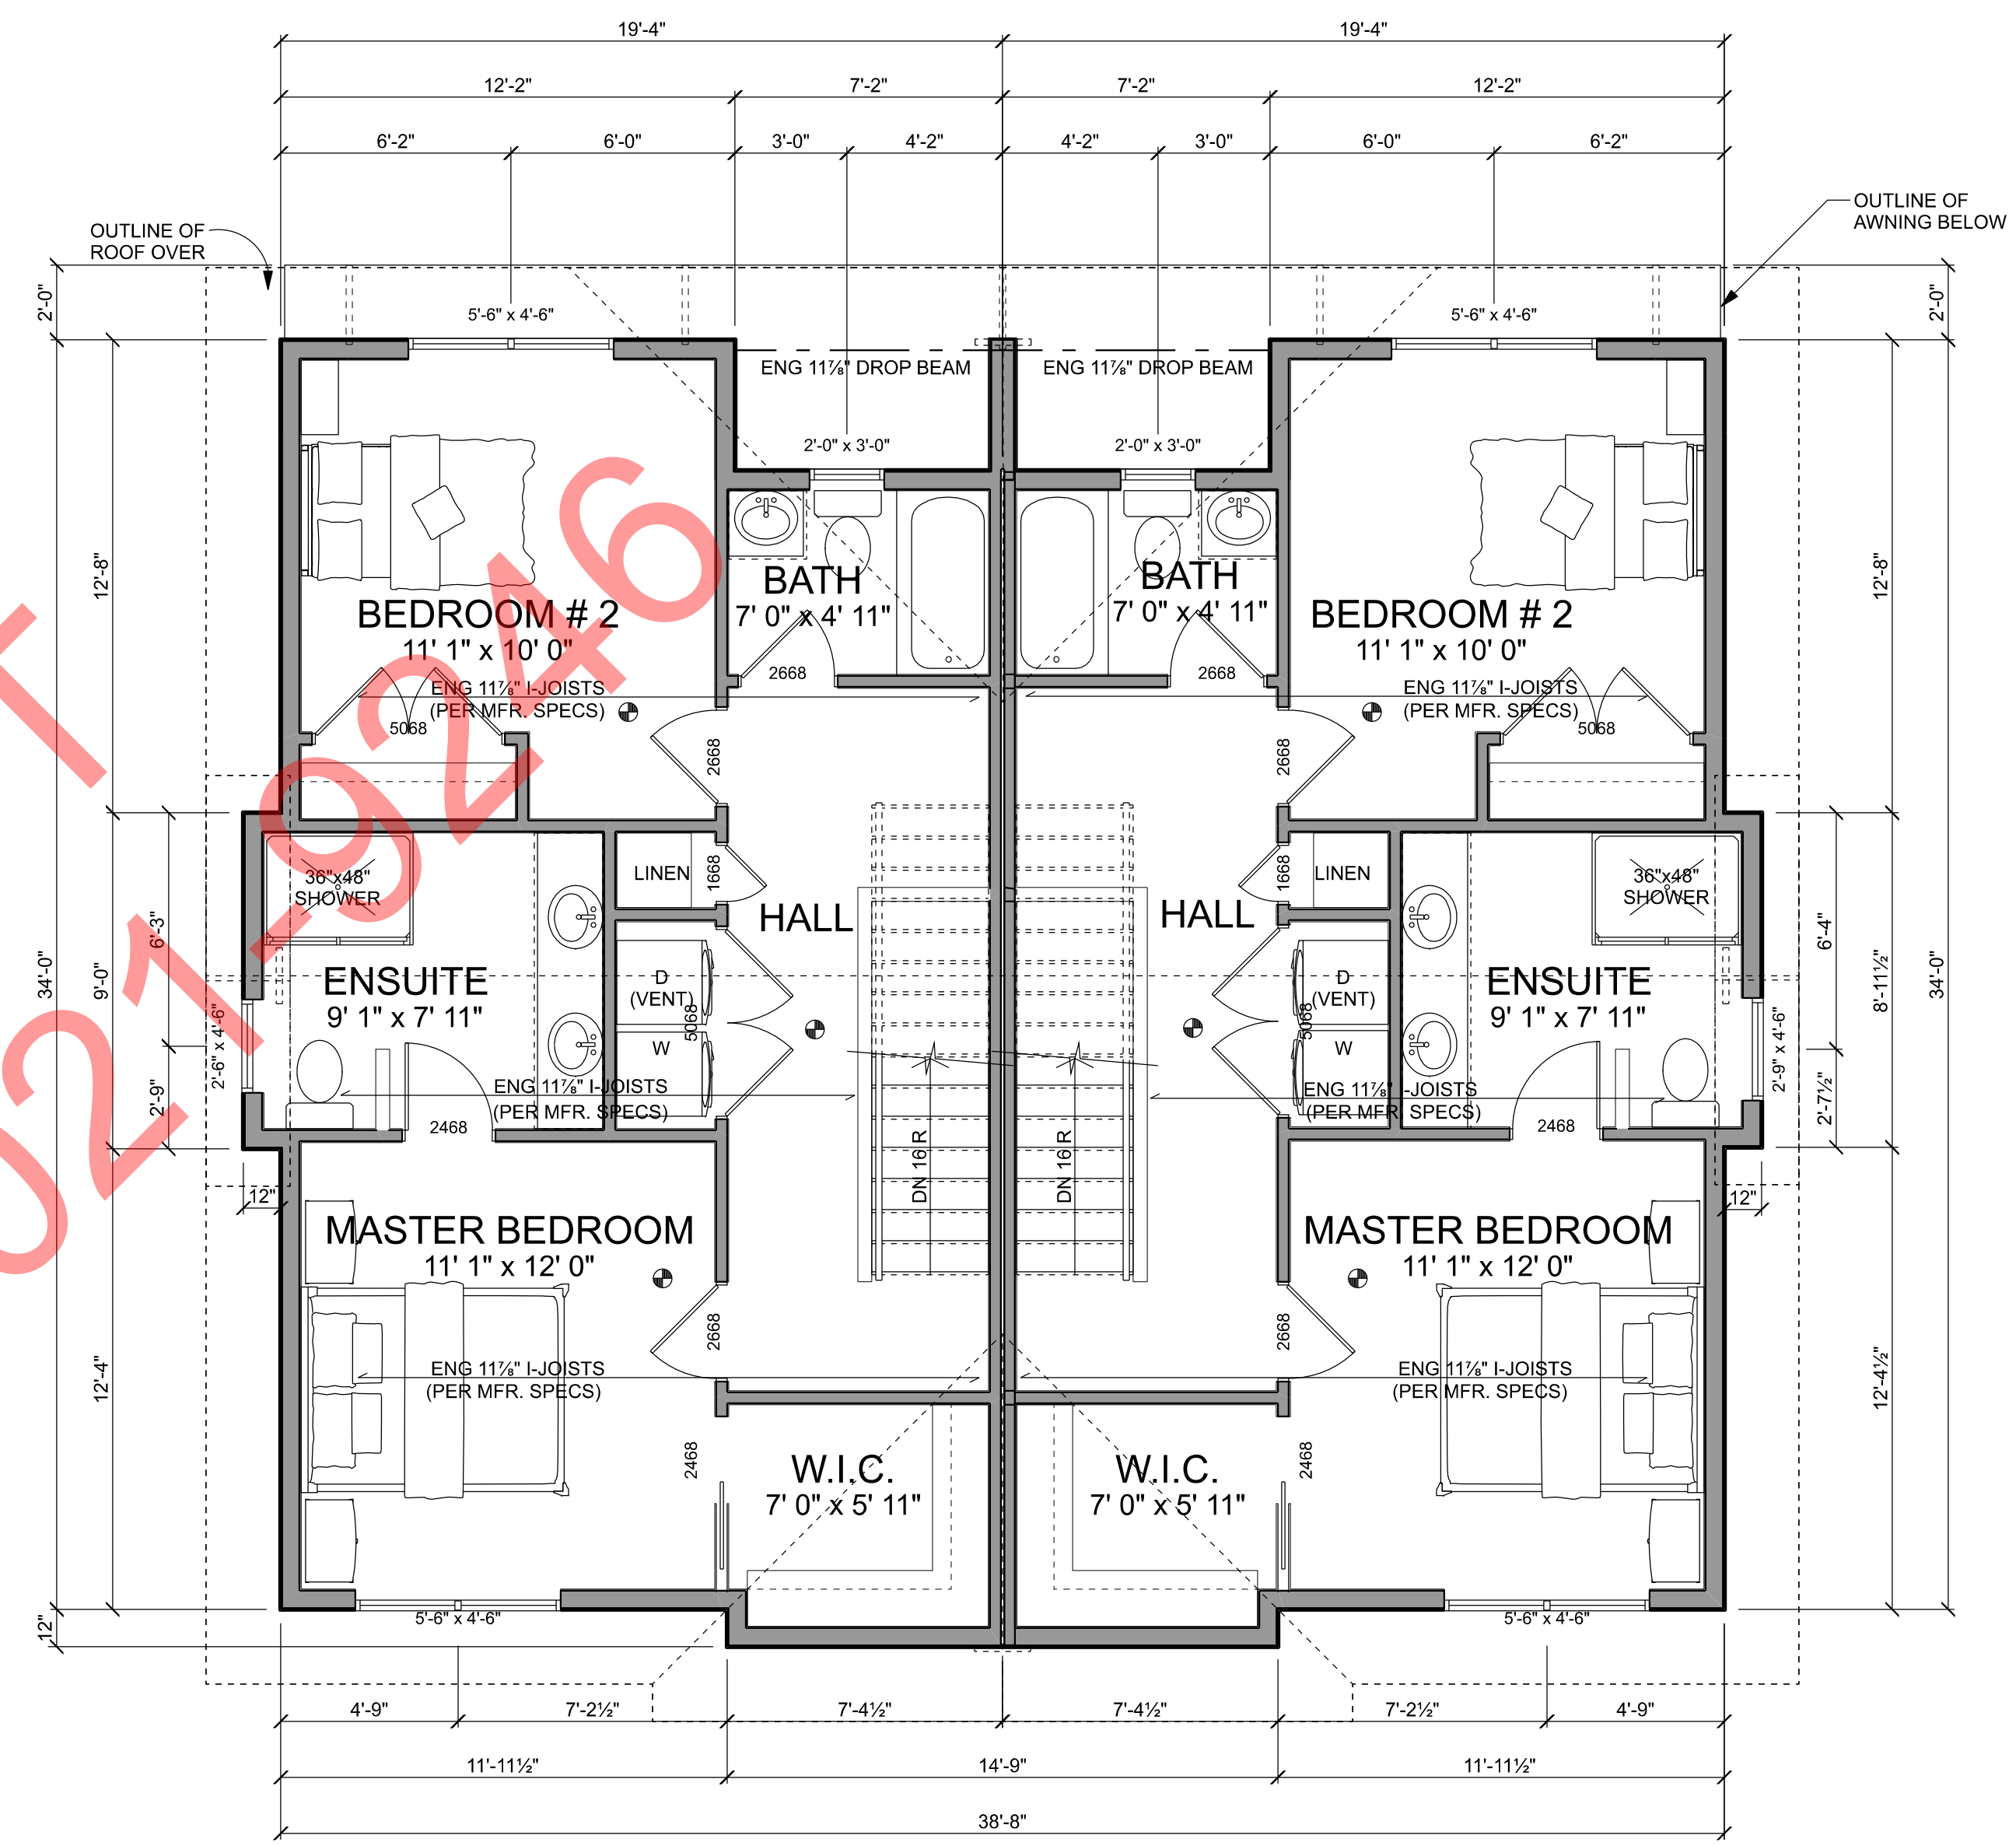 19'-4"
19'-4"
12'-2"
7'-2"
7'-2"
12'-2"
6'-2"
6'-0"
3'-0"
4'-2"
4'-2"
3'-0"
6'-0"
6'-2"
OUTLINE OF
ROOF OVER
OUTLINE OF
AWNING BELOW
2'-0"
5'-6" x 4'-6"
5'-6" x 4'-6"
2'-0"
ENG 11⅞" DROP BEAM
ENG 11⅞" DROP BEAM
2'-0" x 3'-0"
2'-0" x 3'-0"
12'-8"
BEDROOM # 2
11' 1" x 10' 0"
BATH
7' 0" x 4' 11"
BATH
7' 0" x 4' 11"
BEDROOM # 2
11' 1" x 10' 0"
12'-8"
2668
2668
ENG 11⅞" I-JOISTS
(PER MFR. SPECS)
ENG 11⅞" I-JOISTS
(PER MFR. SPECS)
5068
5068
2668
2668
36"x48"
SHOWER
LINEN
1668
HALL
HALL
1668
LINEN
36"x48"
SHOWER
34'-0"
9'-0"
6'-3"
2'-9"
2'-6" x 4'-6"
ENSUITE
9' 1" x 7' 11"
D
(VENT)
5068
W
D
(VENT)
5068
W
ENSUITE
9' 1" x 7' 11"
2'-9" x 4'-6"
6'-4"
2'-7½"
8'-11½"
34'-0"
ENG 11⅞" I-JOISTS
(PER MFR. SPECS)
ENG 11⅞" I-JOISTS
(PER MFR. SPECS)
2468
2468
DN 16 R
DN 16 R
12"
12"
MASTER BEDROOM
11' 1" x 12' 0"
MASTER BEDROOM
11' 1" x 12' 0"
2668
2668
12'-4"
ENG 11⅞" I-JOISTS
(PER MFR. SPECS)
ENG 11⅞" I-JOISTS
(PER MFR. SPECS)
12'-4½"
2468
W.I.C.
7' 0" x 5' 11"
W.I.C.
7' 0" x 5' 11"
2468
12"
5'-6" x 4'-6"
5'-6" x 4'-6"
4'-9"
7'-2½"
7'-4½"
7'-4½"
7'-2½"
4'-9"
11'-11½"
14'-9"
11'-11½"
38'-8"
021-9246